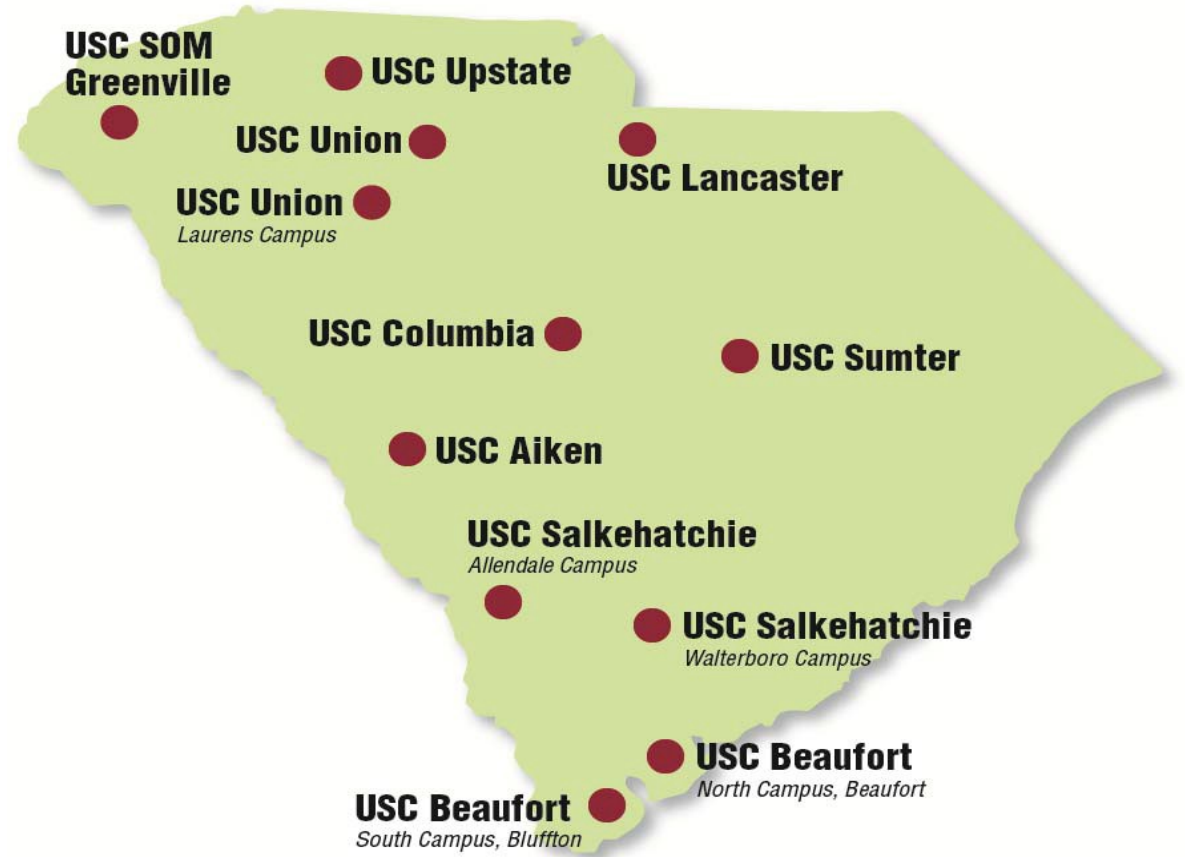 USC SOM
Greenville
USC Upstate
USC Union
USC Lancaster
USC Union
Laurens Campus
USC Columbia
USC Sumter
USC Aiken
USC Salkehatchie
Allendale Campus
USC Salkehatchie
Walterboro Campus
USC Beaufort
North Campus, Beaufort
USC Beaufort
South Campus, Bluffton